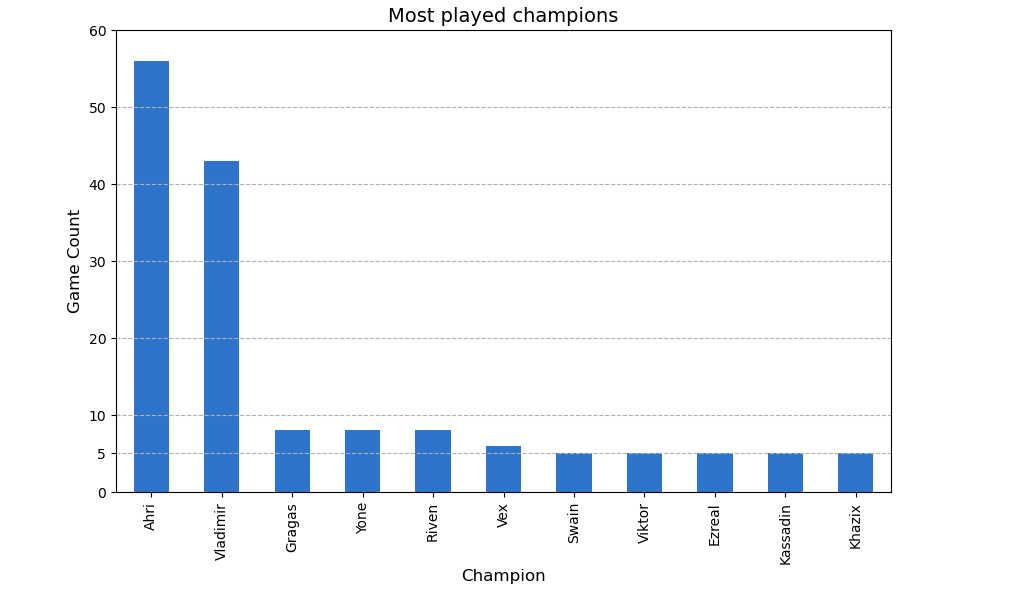 Most played champions
60
50
40
30
20
10
5
0
Game Count
Ahri
Vladimir
Gragas
Yone
Riven
Vex
Swain
Viktor
Ezreal
Kassadin
Khazix
Champion